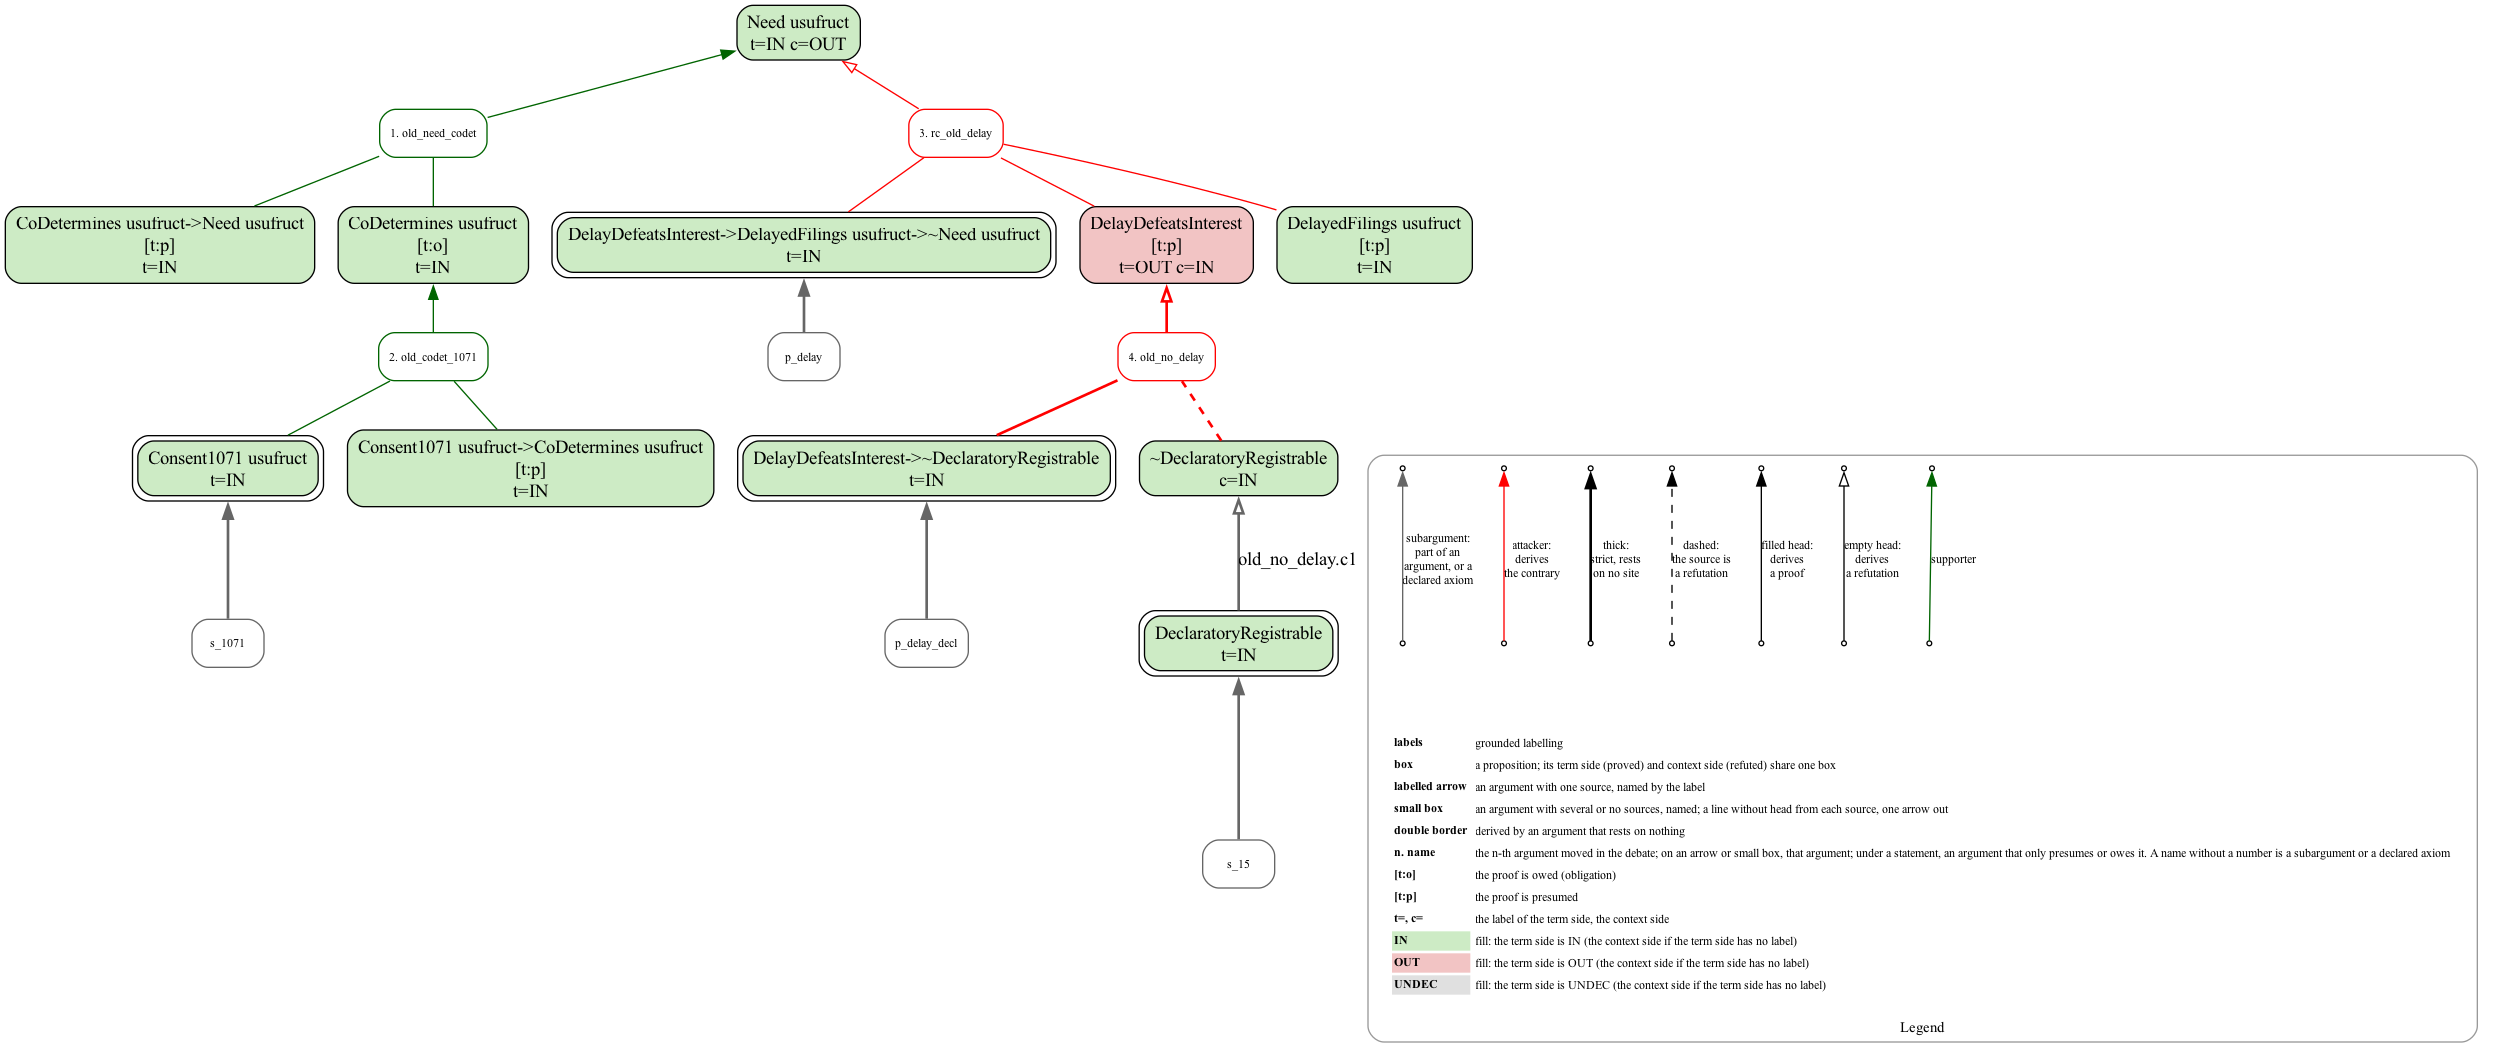 Need usufruct
t=IN c=OUT
1. old_need_codet
3. rc_old_delay
CoDetermines usufruct->Need usufruct
[t:p]
t=IN
CoDetermines usufruct
[t:o]
t=IN
DelayDefeatsInterest->DelayedFilings usufruct->~Need usufruct
t=IN
DelayDefeatsInterest
[t:p]
t=OUT c=IN
DelayedFilings usufruct
[t:p]
t=IN
2. old_codet_1071
p_delay
4. old_no_delay
Consent1071 usufruct
t=IN
Consent1071 usufruct->CoDetermines usufruct
[t:p]
t=IN
DelayDefeatsInterest->~DeclaratoryRegistrable
t=IN
~DeclaratoryRegistrable
c=IN
old_no_delay.c1
s_1071
p_delay_decl
DeclaratoryRegistrable
t=IN
s_15
subargument:
part of an
argument, or a
declared axiom
attacker:
derives
the contrary
thick:
strict, rests
on no site
dashed:
the source is
a refutation
filled head:
derives
a proof
empty head:
derives
a refutation
supporter
labels grounded labelling
box a proposition; its term side (proved) and context side (refuted) share one box
labelled arrow an argument with one source, named by the label
small box an argument with several or no sources, named; a line without head from each source, one arrow out
double border derived by an argument that rests on nothing
n. name the n-th argument moved in the debate; on an arrow or small box, that argument; under a statement, an argument that only presumes or owes it. A name without a number is a subargument or a declared axiom
[t:o] the proof is owed (obligation)
[t:p] the proof is presumed
t=, c= the label of the term side, the context side
IN fill: the term side is IN (the context side if the term side has no label)
OUT fill: the term side is OUT (the context side if the term side has no label)
UNDEC fill: the term side is UNDEC (the context side if the term side has no label)
Legend